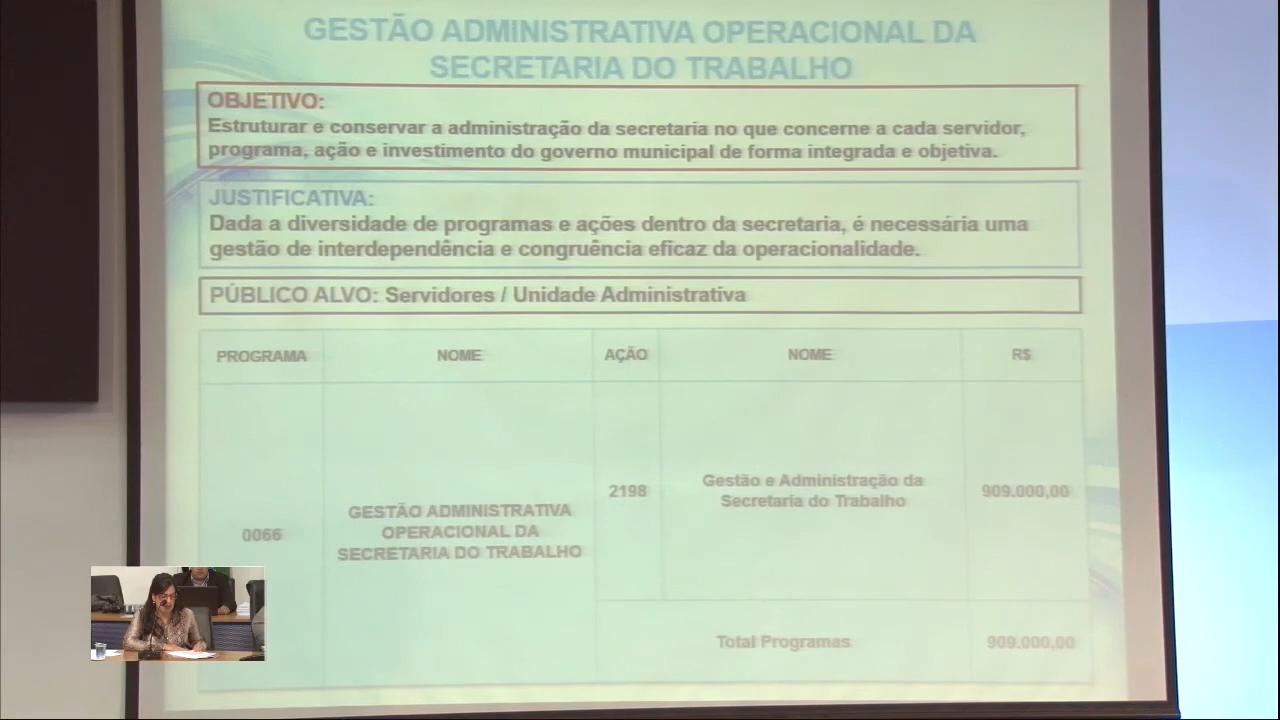 GESTÃO ADMINISTRATIVA OPERACIONAL DA
SECRETARIA DO TRABALHO
OBJETIVO:
Estruturar e conservar a administração da secretaria no que concerne a cada servidor,
programa, ação e investimento do governo municipal de forma integrada e objetiva.
JUSTIFICATIVA:
Dada a diversidade de programas e ações dentro da secretaria, é necessária uma
gestão de interdependência e congruência eficaz da operacionalidade.
PÚBLICO ALVO: Servidores / Unidade Administrativa
PROGRAMA NOME AÇÃO NOME R$
0066
GESTÃO ADMINISTRATIVA
OPERACIONAL DA
SECRETARIA DO TRABALHO
2198
Gestão e Administração da
Secretaria do Trabalho
909.000,00
Total Programas 909.000,00